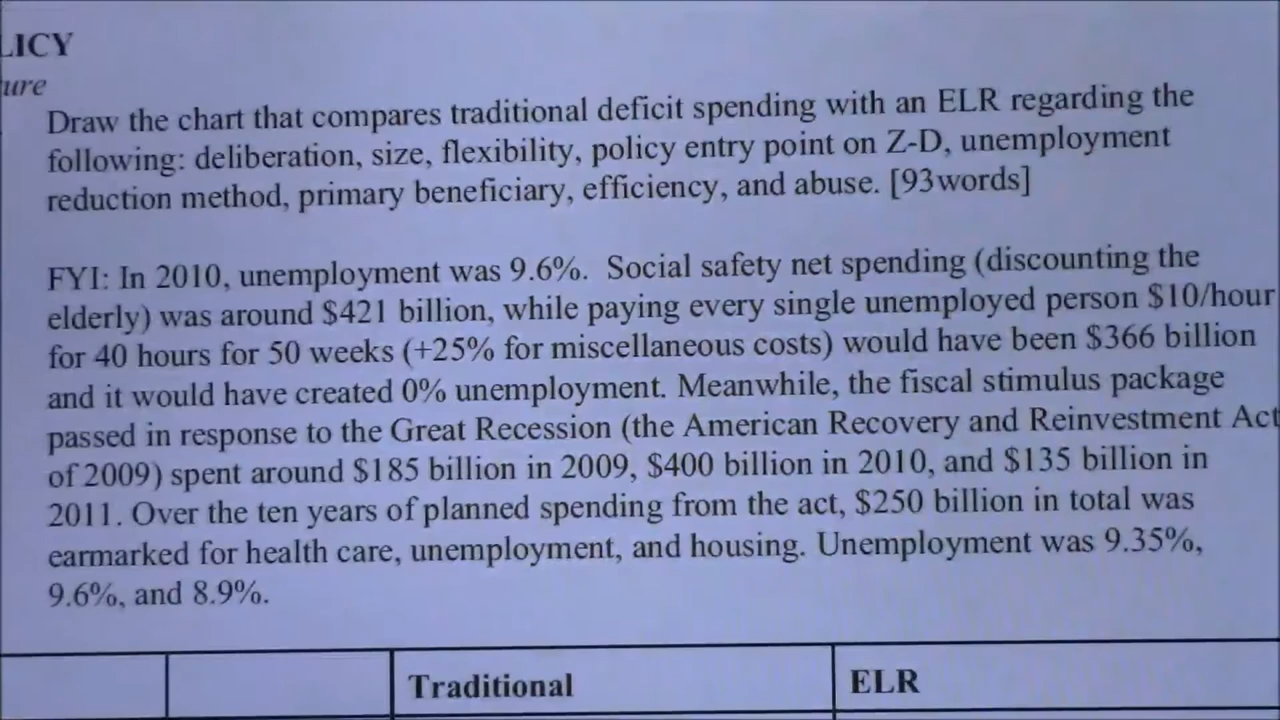 LICY
ure
Draw the chart that compares traditional deficit spending with an ELR regarding the
following: deliberation, size, flexibility, policy entry point on Z-D, unemployment
reduction method, primary beneficiary, efficiency, and abuse. [93words]
FYI: In 2010, unemployment was 9.6%. Social safety net spending (discounting the
elderly) was around $421 billion, while paying every single unemployed person $10/hour
for 40 hours for 50 weeks (+25% for miscellaneous costs) would have been $366 billion
and it would have created 0% unemployment. Meanwhile, the fiscal stimulus package
passed in response to the Great Recession (the American Recovery and Reinvestment Act
of 2009) spent around $185 billion in 2009, $400 billion in 2010, and $135 billion in
2011. Over the ten years of planned spending from the act, $250 billion in total was
earmarked for health care, unemployment, and housing. Unemployment was 9.35%,
9.6%, and 8.9%.
Traditional ELR